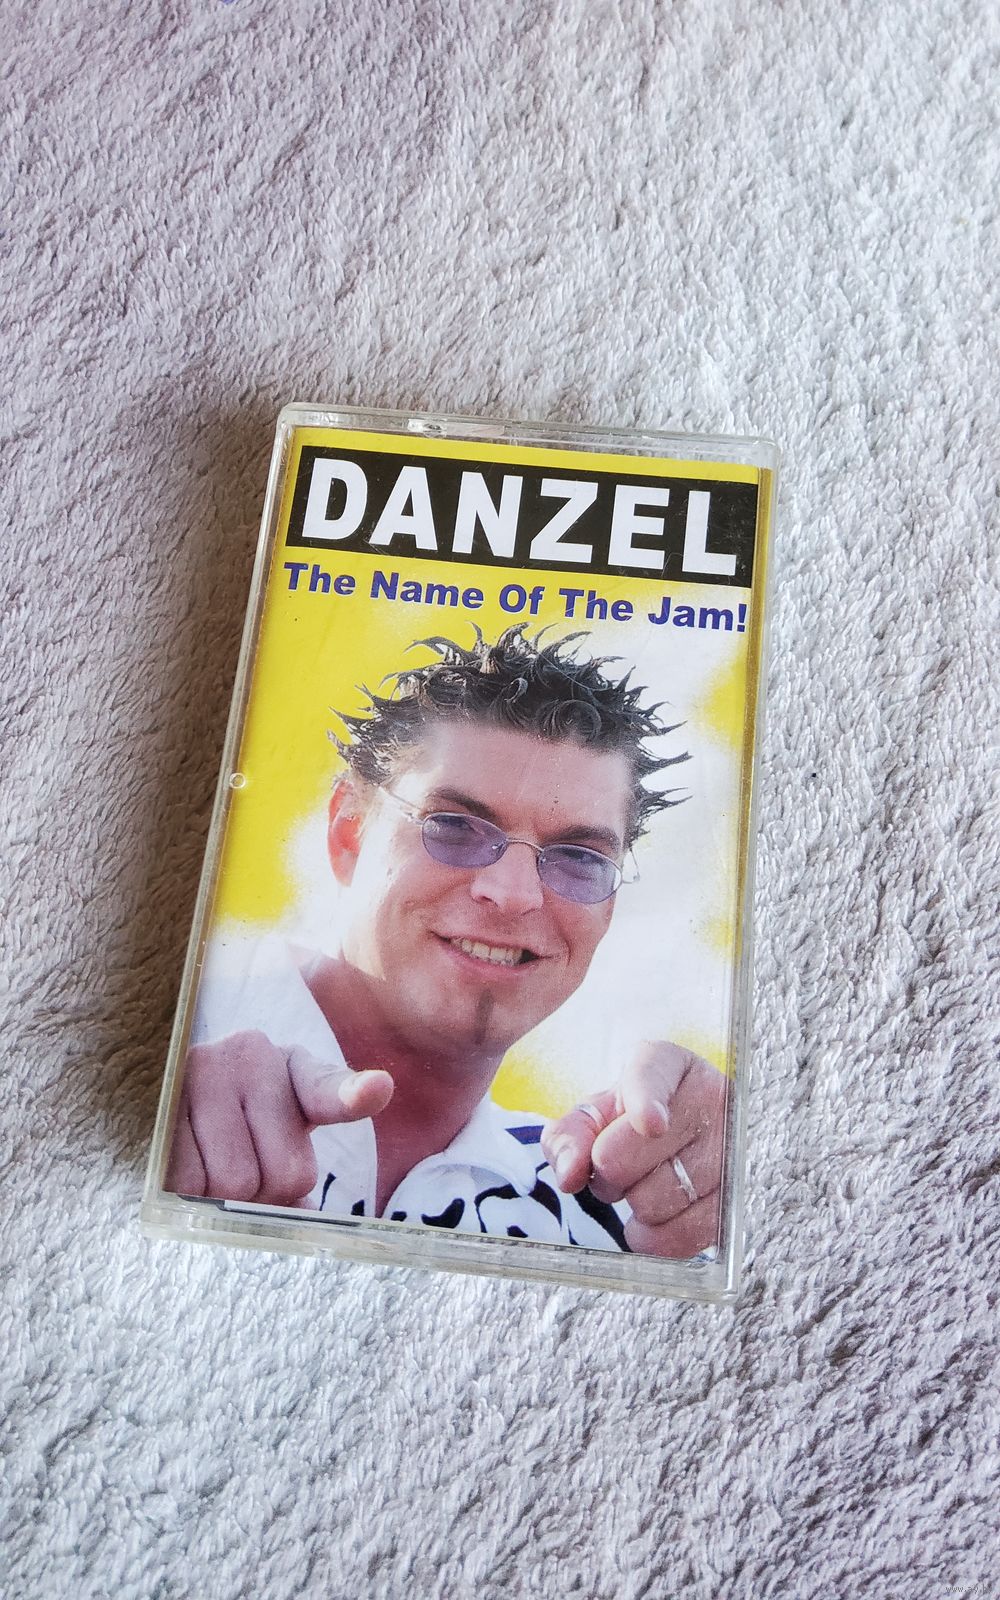 DANZEL
The Name Of The Jam!